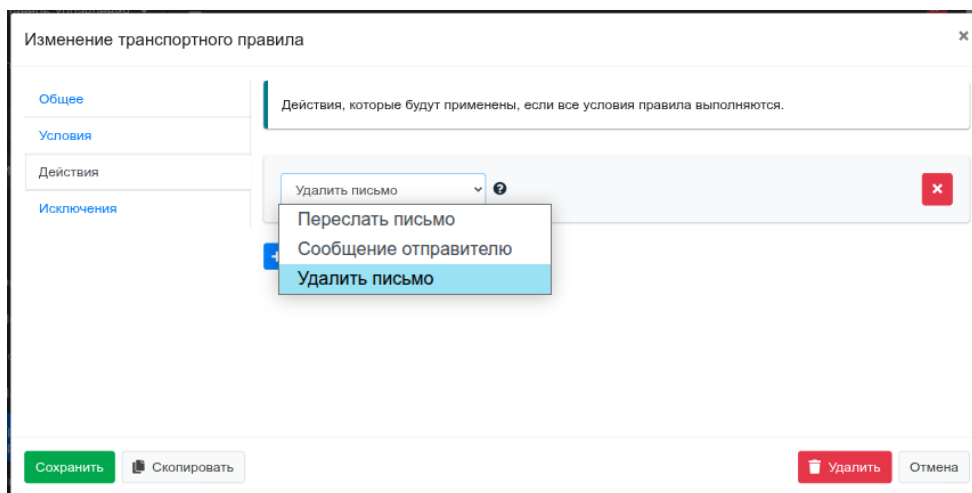 Изменение транспортного правила
×
Общее
Условия
Действия
Исключения
Действия, которые будут применены, если все условия правила выполняются.
Удалить письмо
Переслать письмо
Сообщение отправителю
Удалить письмо
Сохранить
Скопировать
Удалить
Отмена